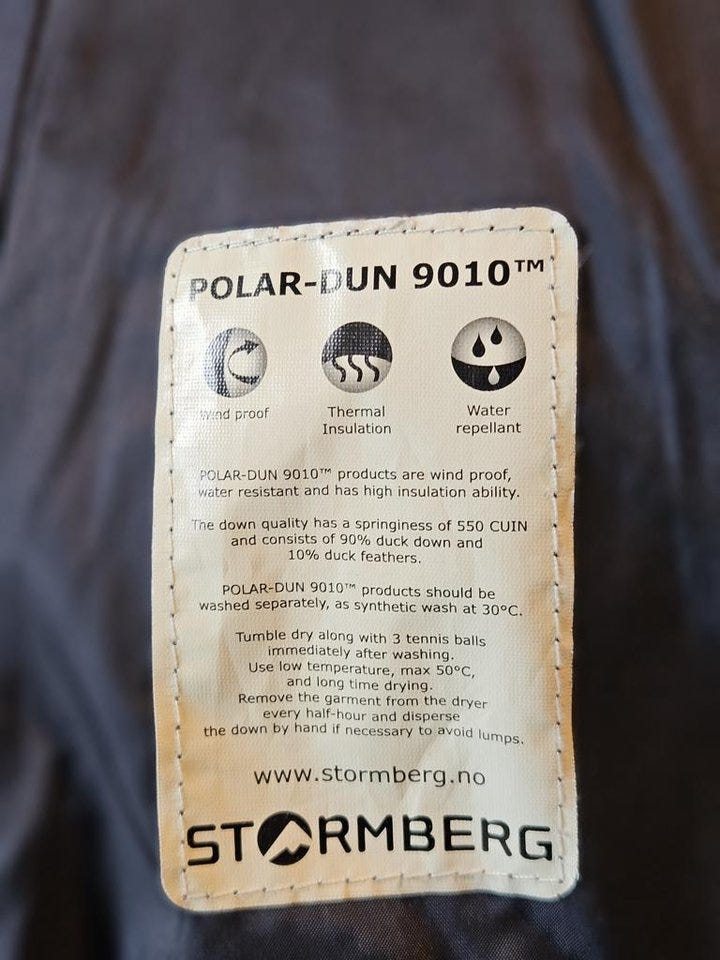 POLAR-DUN 9010™
Wind proof
Thermal
Insulation
Water
repellant
POLAR-DUN 9010™ products are wind proof,
water resistant and has high insulation ability.
The down quality has a springiness of 550 CUIN
and consists of 90% duck down and
10% duck feathers.
POLAR-DUN 9010™ products should be
washed separately, as synthetic wash at 30°C.
Tumble dry along with 3 tennis balls
immediately after washing.
Use low temperature, max 50°C,
and long time drying.
Remove the garment from the dryer
every half-hour and disperse
the down by hand if necessary to avoid lumps.
www.stormberg.no
STORMBERG